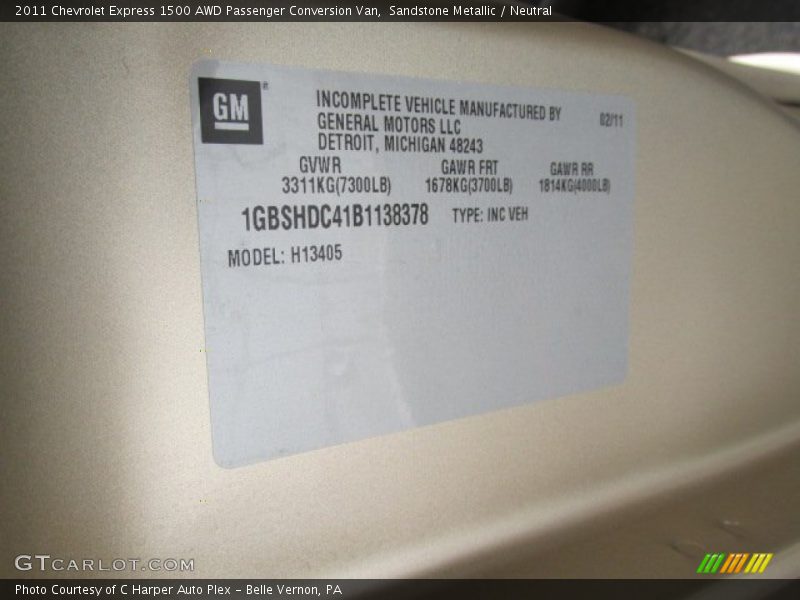 2011 Chevrolet Express 1500 AWD Passenger Conversion Van, Sandstone Metallic / Neutral
GM®
INCOMPLETE VEHICLE MANUFACTURED BY 02/11
GENERAL MOTORS LLC
DETROIT, MICHIGAN 48243
GVWR GAWR FRT GAWR RR
3311KG(7300LB) 1678KG(3700LB) 1814KG(4000LB)
1GBSHDC41B1138378 TYPE: INC VEH
MODEL: H13405
GTCARLOT.COM
Photo Courtesy of C Harper Auto Plex – Belle Vernon, PA